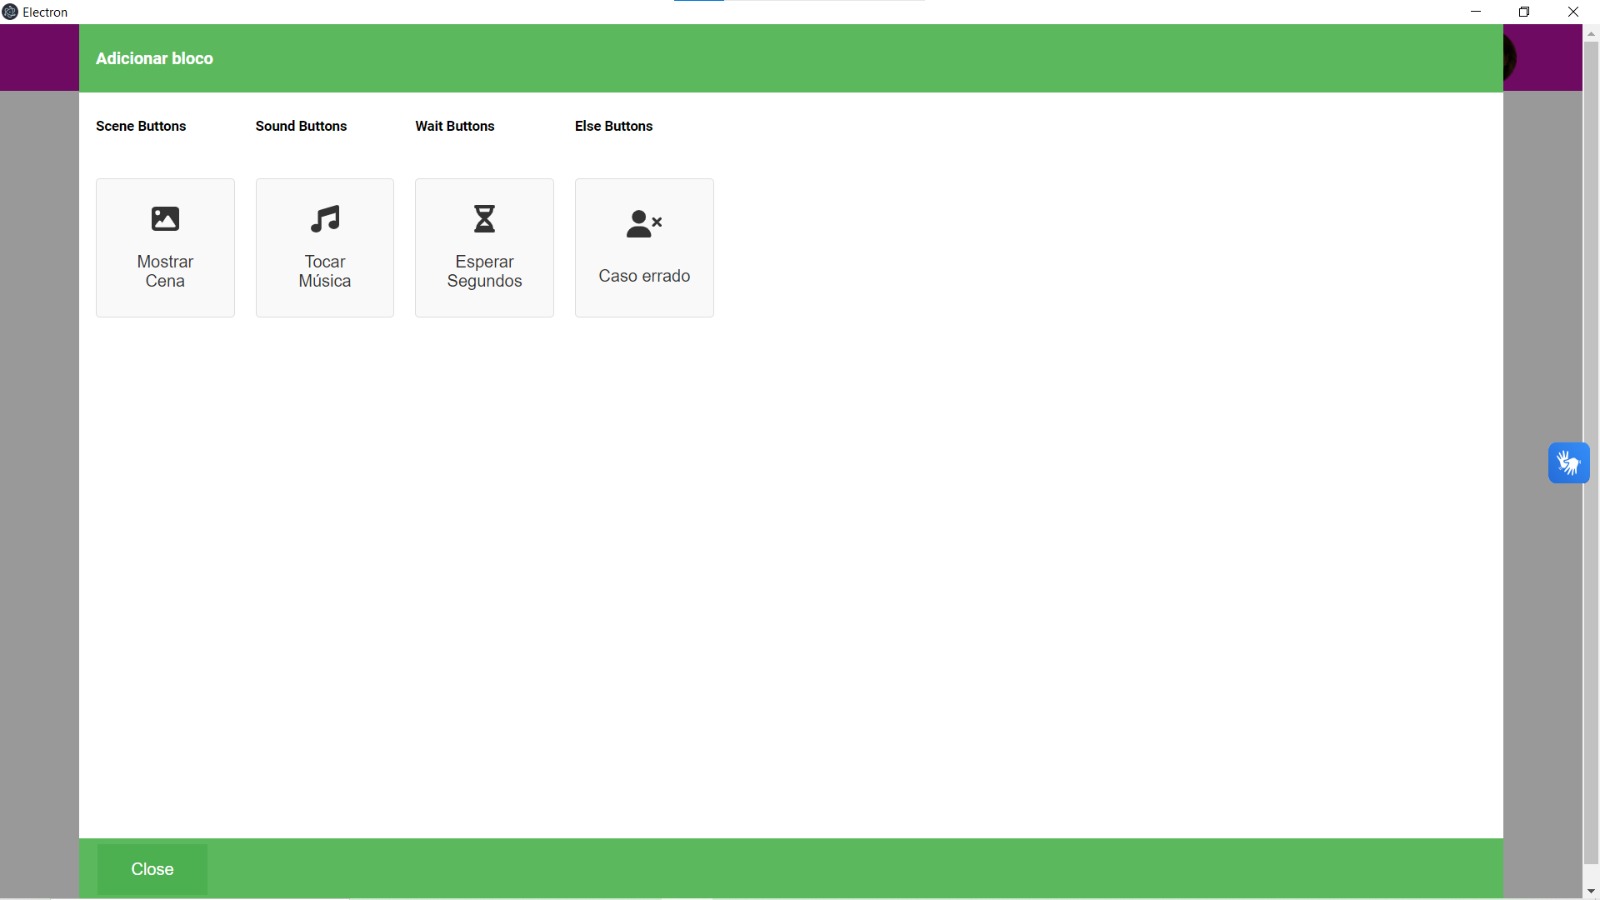 Electron
Adicionar bloco
Scene Buttons
Sound Buttons
Wait Buttons
Else Buttons
Mostrar
Cena
Tocar
Música
Esperar
Segundos
Caso errado
Close